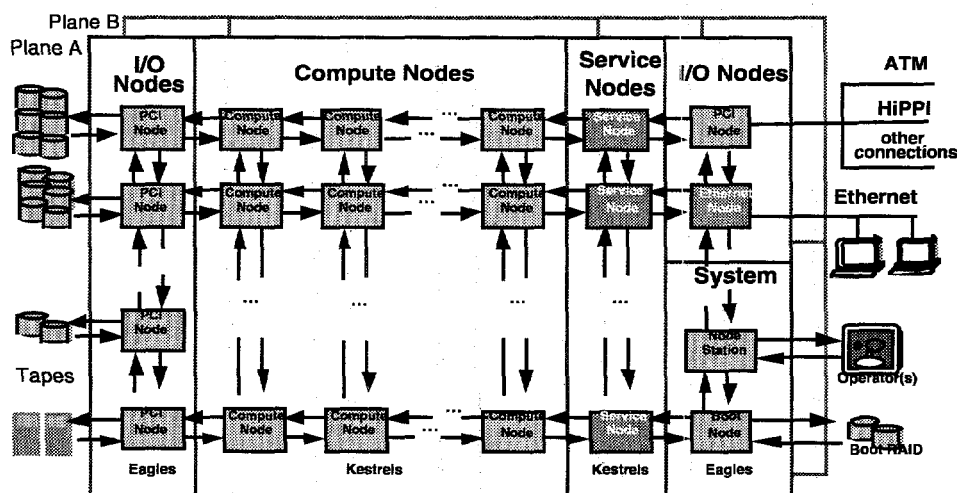 Plane B
Plane A
I/O
Nodes
Compute Nodes
Service
Nodes
I/O Nodes
ATM
HiPPI
other
connections
PCI
Node
Compute
Node
Compute
Node
...
Compute
Node
Service
Node
PCI
Node
PCI
Node
Compute
Node
Compute
Node
...
Compute
Node
Service
Node
Node
Ethernet
System
...
...
...
...
PCI
Node
Node
Station
Operator(s)
Tapes
PCI
Node
Compute
Node
Compute
Node
...
Compute
Node
Service
Node
Boot
Node
Boot RAID
Eagles
Kestrels
Kestrels
Eagles